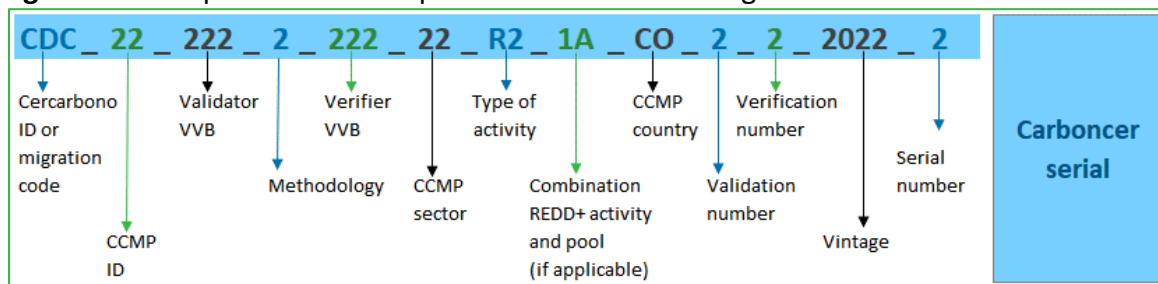 CDC _ 22 _ 222 _ 2 _ 222 _ 22 _ R2 _ 1A _ CO _ 2 _ 2 _ 2022 _ 2
Cercarbono
ID or
migration
code
Validator
VVB
Verifier
VVB
Type of
activity
CCMP
country
Verification
number
Serial
number
Methodology
CCMP
sector
Combination
REDD+ activity
and pool
(if applicable)
Validation
number
CCMP
ID
Vintage
Carboncer
serial